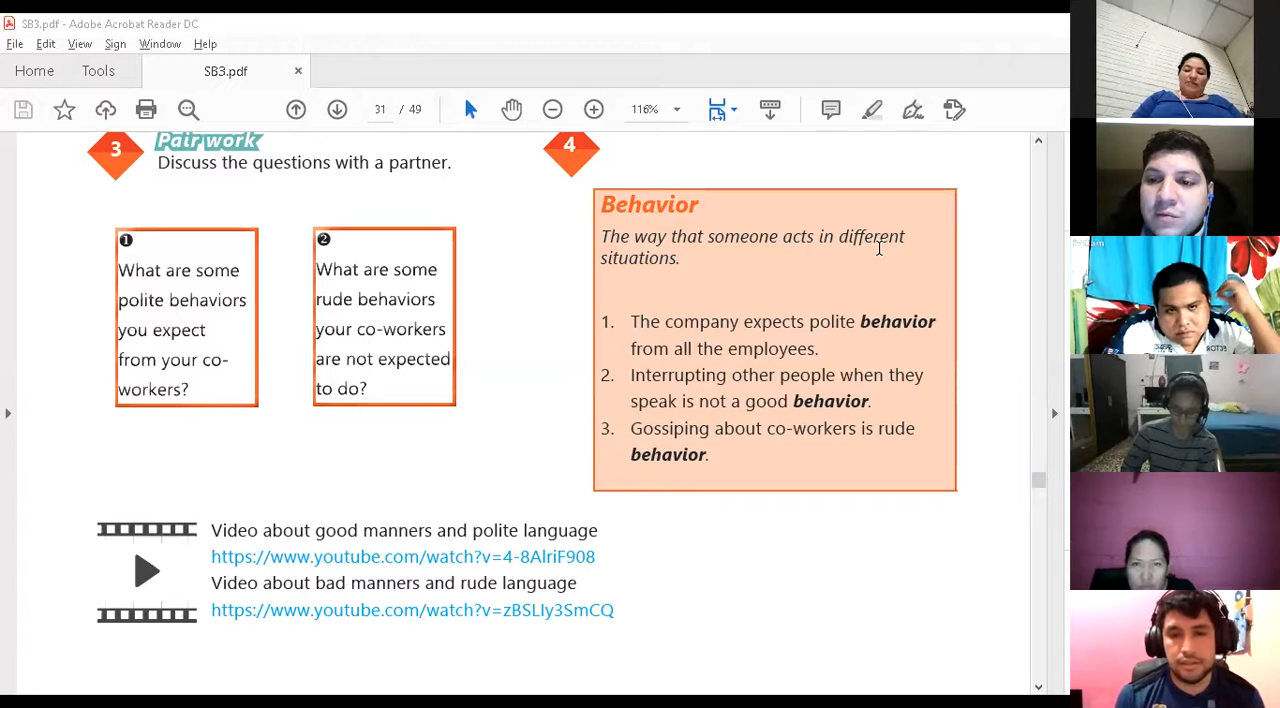 SB3.pdf - Adobe Acrobat Reader DC
File Edit View Sign Window Help
Home Tools SB3.pdf ×
31 / 49 116%
3 Pair work
Discuss the questions with a partner.
4
❶
What are some
polite behaviors
you expect
from your co-
workers?
❷
What are some
rude behaviors
your co-workers
are not expected
to do?
Behavior
The way that someone acts in different
situations.
1. The company expects polite behavior
from all the employees.
2. Interrupting other people when they
speak is not a good behavior.
3. Gossiping about co-workers is rude
behavior.
Video about good manners and polite language
https://www.youtube.com/watch?v=4-8AlriF908
Video about bad manners and rude language
https://www.youtube.com/watch?v=zBSLIy3SmCQ